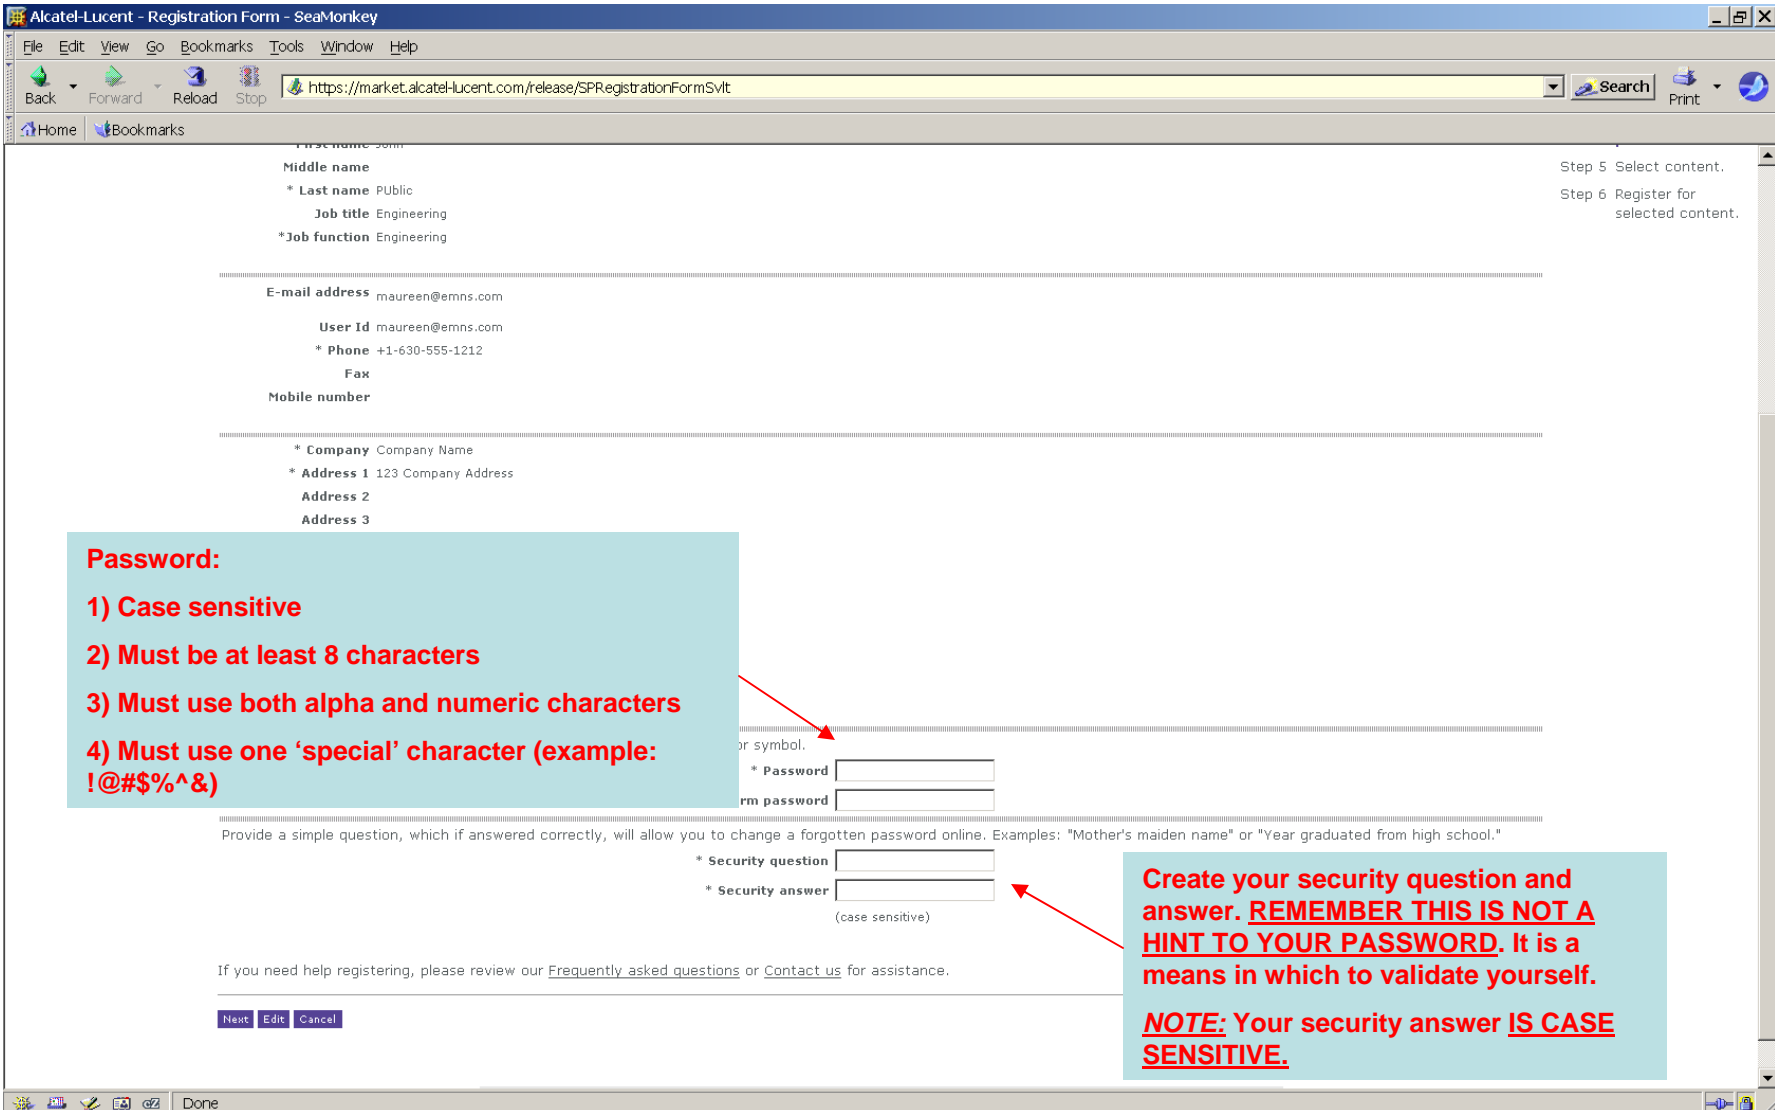 Alcatel-Lucent - Registration Form - SeaMonkey
File Edit View Go Bookmarks Tools Window Help
Back Forward Reload Stop https://market.alcatel-lucent.com/release/SPRegistrationFormSvlt Search Print
Home Bookmarks
First name John
Middle name
* Last name PUblic
Job title Engineering
*Job function Engineering
Step 5 Select content.
Step 6 Register for
selected content.
E-mail address maureen@emns.com
User Id maureen@emns.com
* Phone +1-630-555-1212
Fax
Mobile number
* Company Company Name
* Address 1 123 Company Address
Address 2
Address 3
Password:
1) Case sensitive
2) Must be at least 8 characters
3) Must use both alpha and numeric characters
4) Must use one ‘special’ character (example:
!@#$%^&)
or symbol.
* Password
rm password
Provide a simple question, which if answered correctly, will allow you to change a forgotten password online. Examples: "Mother's maiden name" or "Year graduated from high school."
* Security question
* Security answer
(case sensitive)
Create your security question and
answer. REMEMBER THIS IS NOT A
HINT TO YOUR PASSWORD. It is a
means in which to validate yourself.
NOTE: Your security answer IS CASE
SENSITIVE.
If you need help registering, please review our Frequently asked questions or Contact us for assistance.
Next Edit Cancel
Done